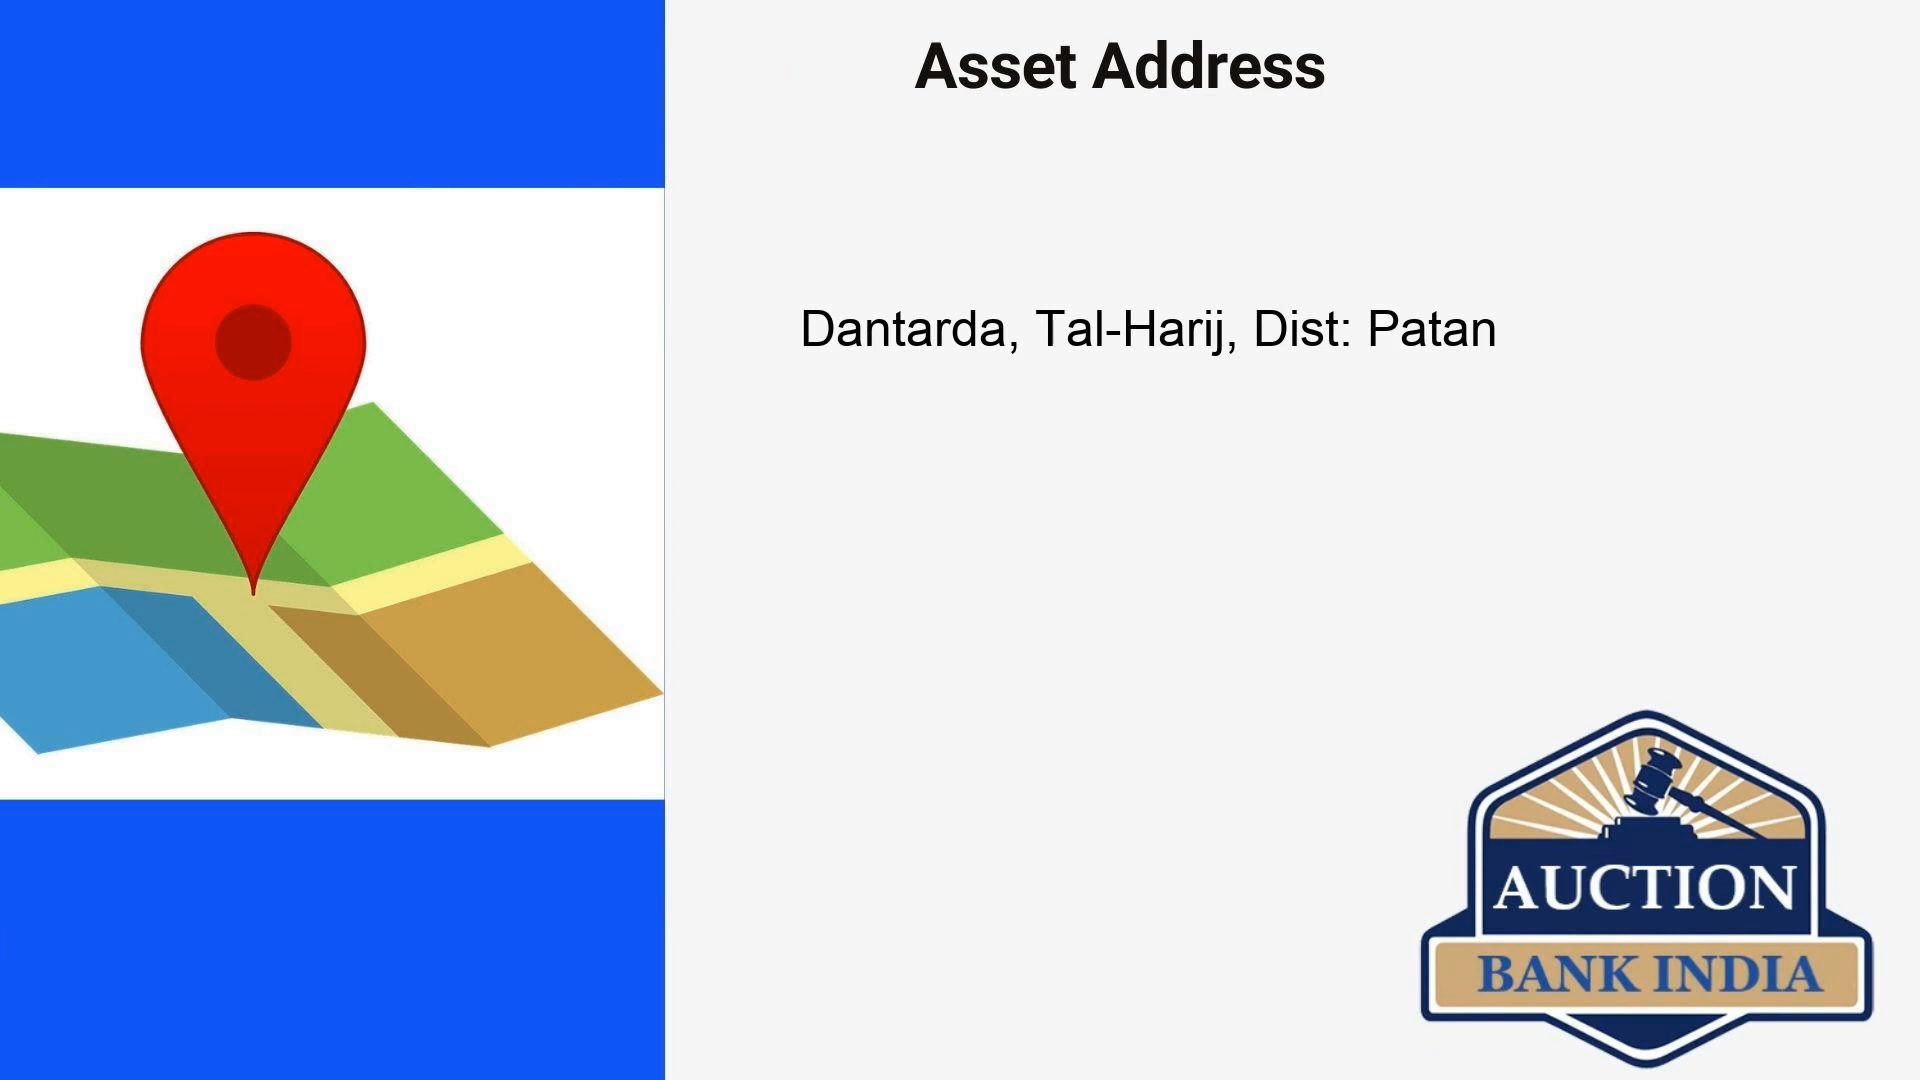 Asset Address
Dantarda, Tal-Harij, Dist: Patan
AUCTION
BANK INDIA